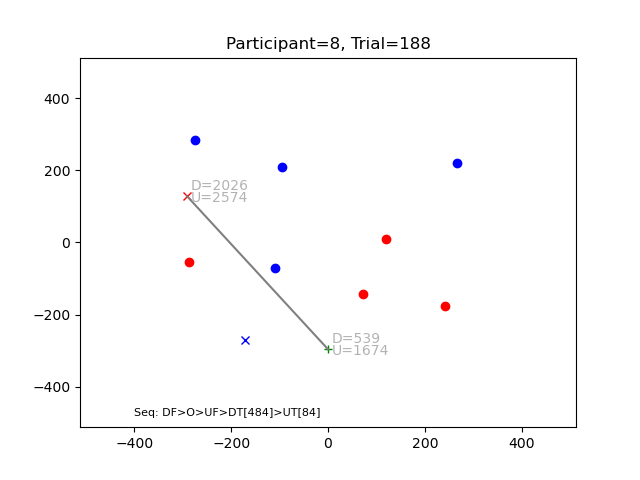 Participant=8, Trial=188
400
200
0
−200
−400
D=2026
U=2574
D=539
U=1674
Seq: DF>O>UF>DT[484]>UT[84]
−400
−200
0
200
400